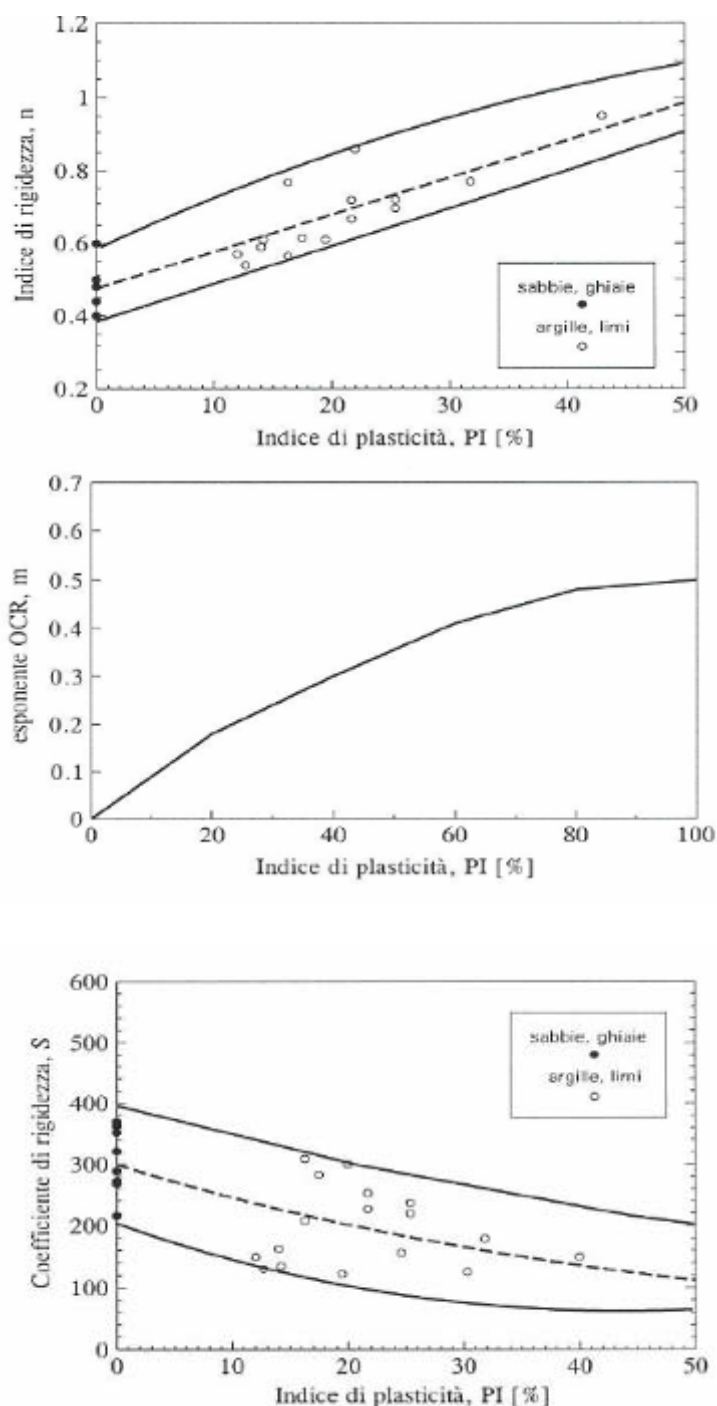 1.2
1
0.8
0.6
0.4
0.2
Indice di rigidezza, n
sabbie, ghiaie
argille, limi
0 10 20 30 40 50
Indice di plasticità, PI [%]
0.7
0.6
0.5
0.4
0.3
0.2
0.1
0
esponente OCR, m
0 20 40 60 80 100
Indice di plasticità, PI [%]
600
500
400
300
200
100
0
Coefficiente di rigidezza, S
sabbie, ghiaie
argille, limi
0 10 20 30 40 50
Indice di plasticità, PI [%]